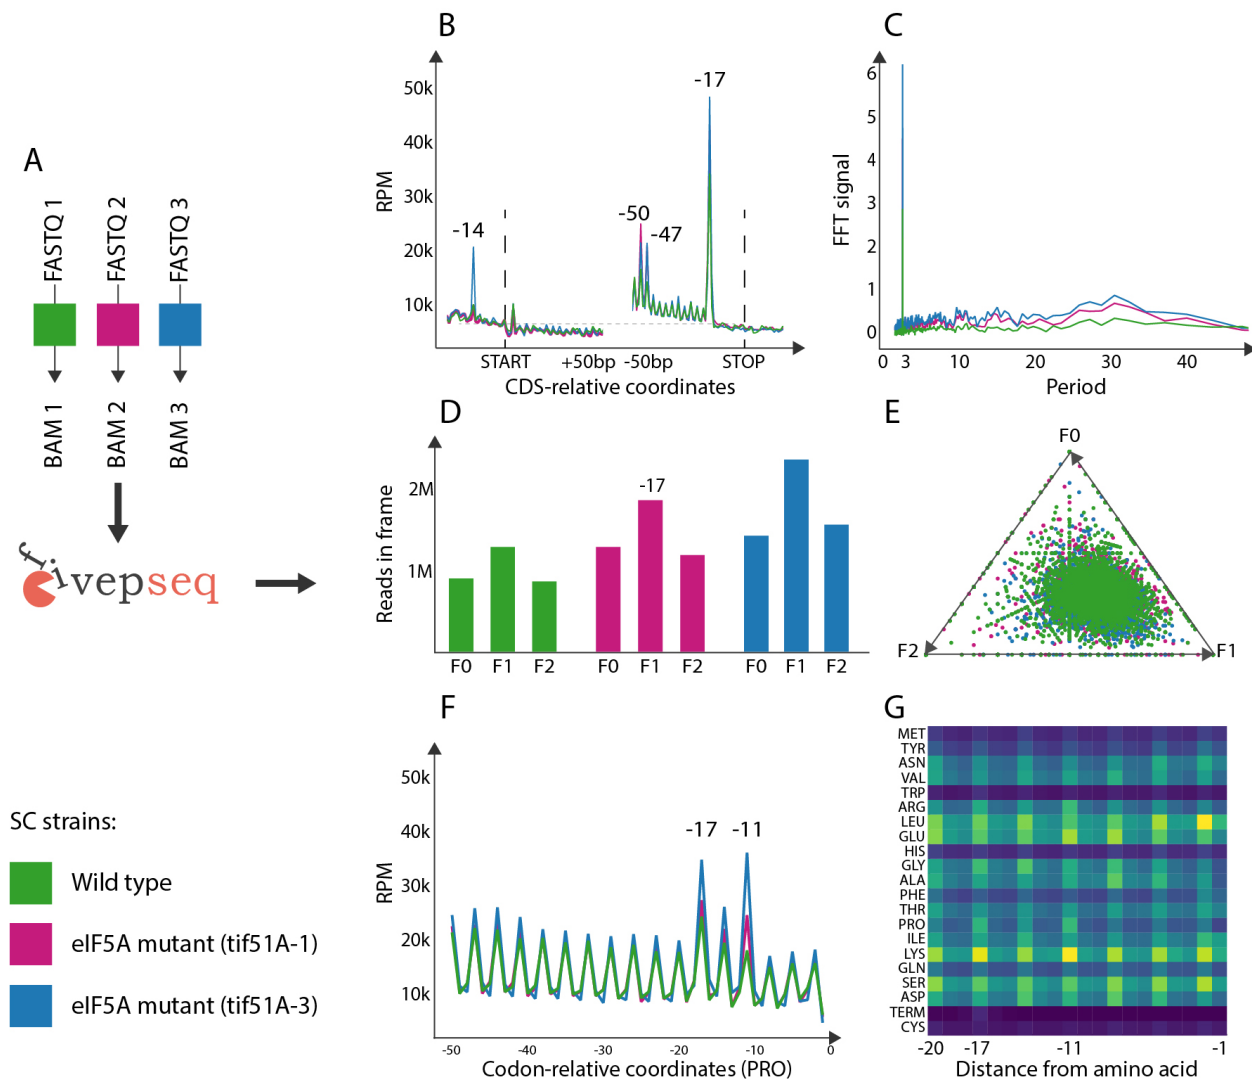 A
FASTQ 1
FASTQ 2
FASTQ 3
BAM 1
BAM 2
BAM 3
fivepseq
SC strains:
Wild type
eIF5A mutant (tif51A-1)
eIF5A mutant (tif51A-3)
B
RPM
50k
40k
30k
20k
10k
-14
-50
-47
-17
START
+50bp
-50bp
STOP
CDS-relative coordinates
C
FFT signal
6
5
4
3
2
1
0
0 3 10 20 30 40
Period
D
Reads in frame
2M
1M
-17
F0 F1 F2 F0 F1 F2 F0 F1 F2
E
F0
F2
F1
F
RPM
50k
40k
30k
20k
10k
-17 -11
-50 -40 -30 -20 -10 0
Codon-relative coordinates (PRO)
G
MET
TYR
ASN
VAL
TRP
ARG
LEU
GLU
HIS
GLY
ALA
PHE
THR
PRO
ILE
LYS
GLN
SER
ASP
TERM
CYS
-20 -17 -11 -1
Distance from amino acid